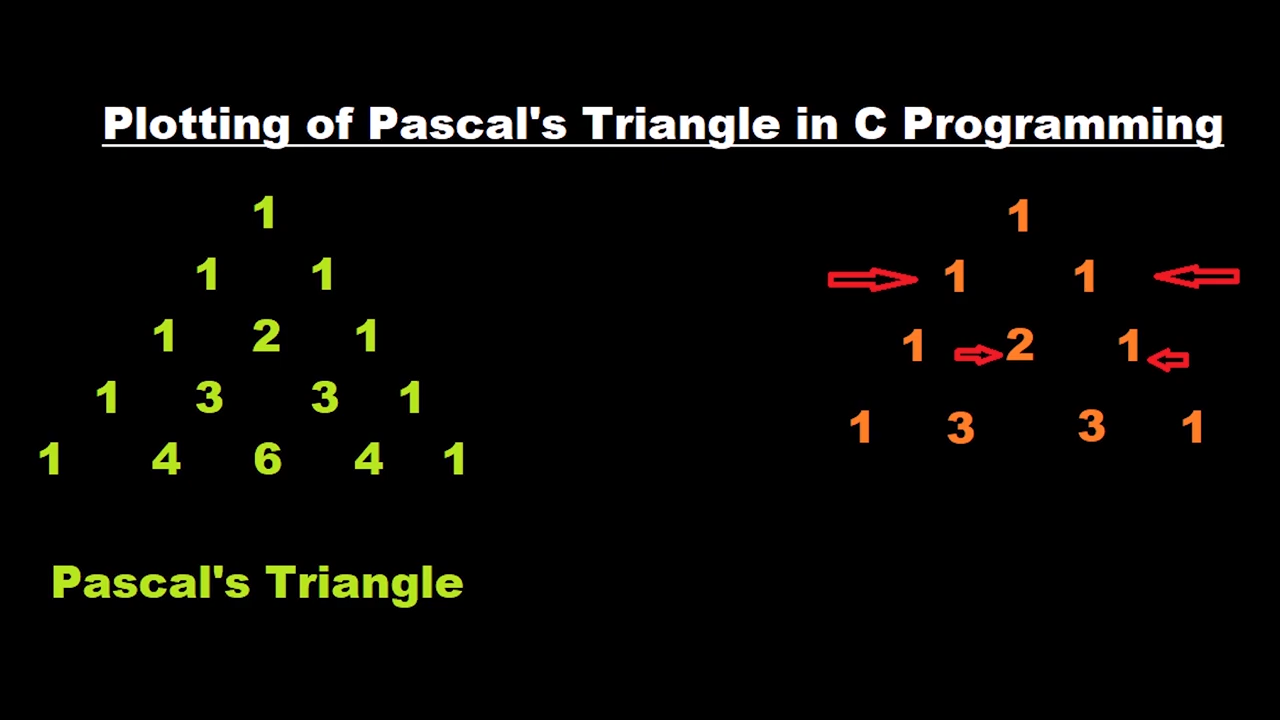 Plotting of Pascal's Triangle in C Programming
1
1 1
1 2 1
1 3 3 1
1 4 6 4 1
Pascal's Triangle
1
1 1
1 2 1
1 3 3 1